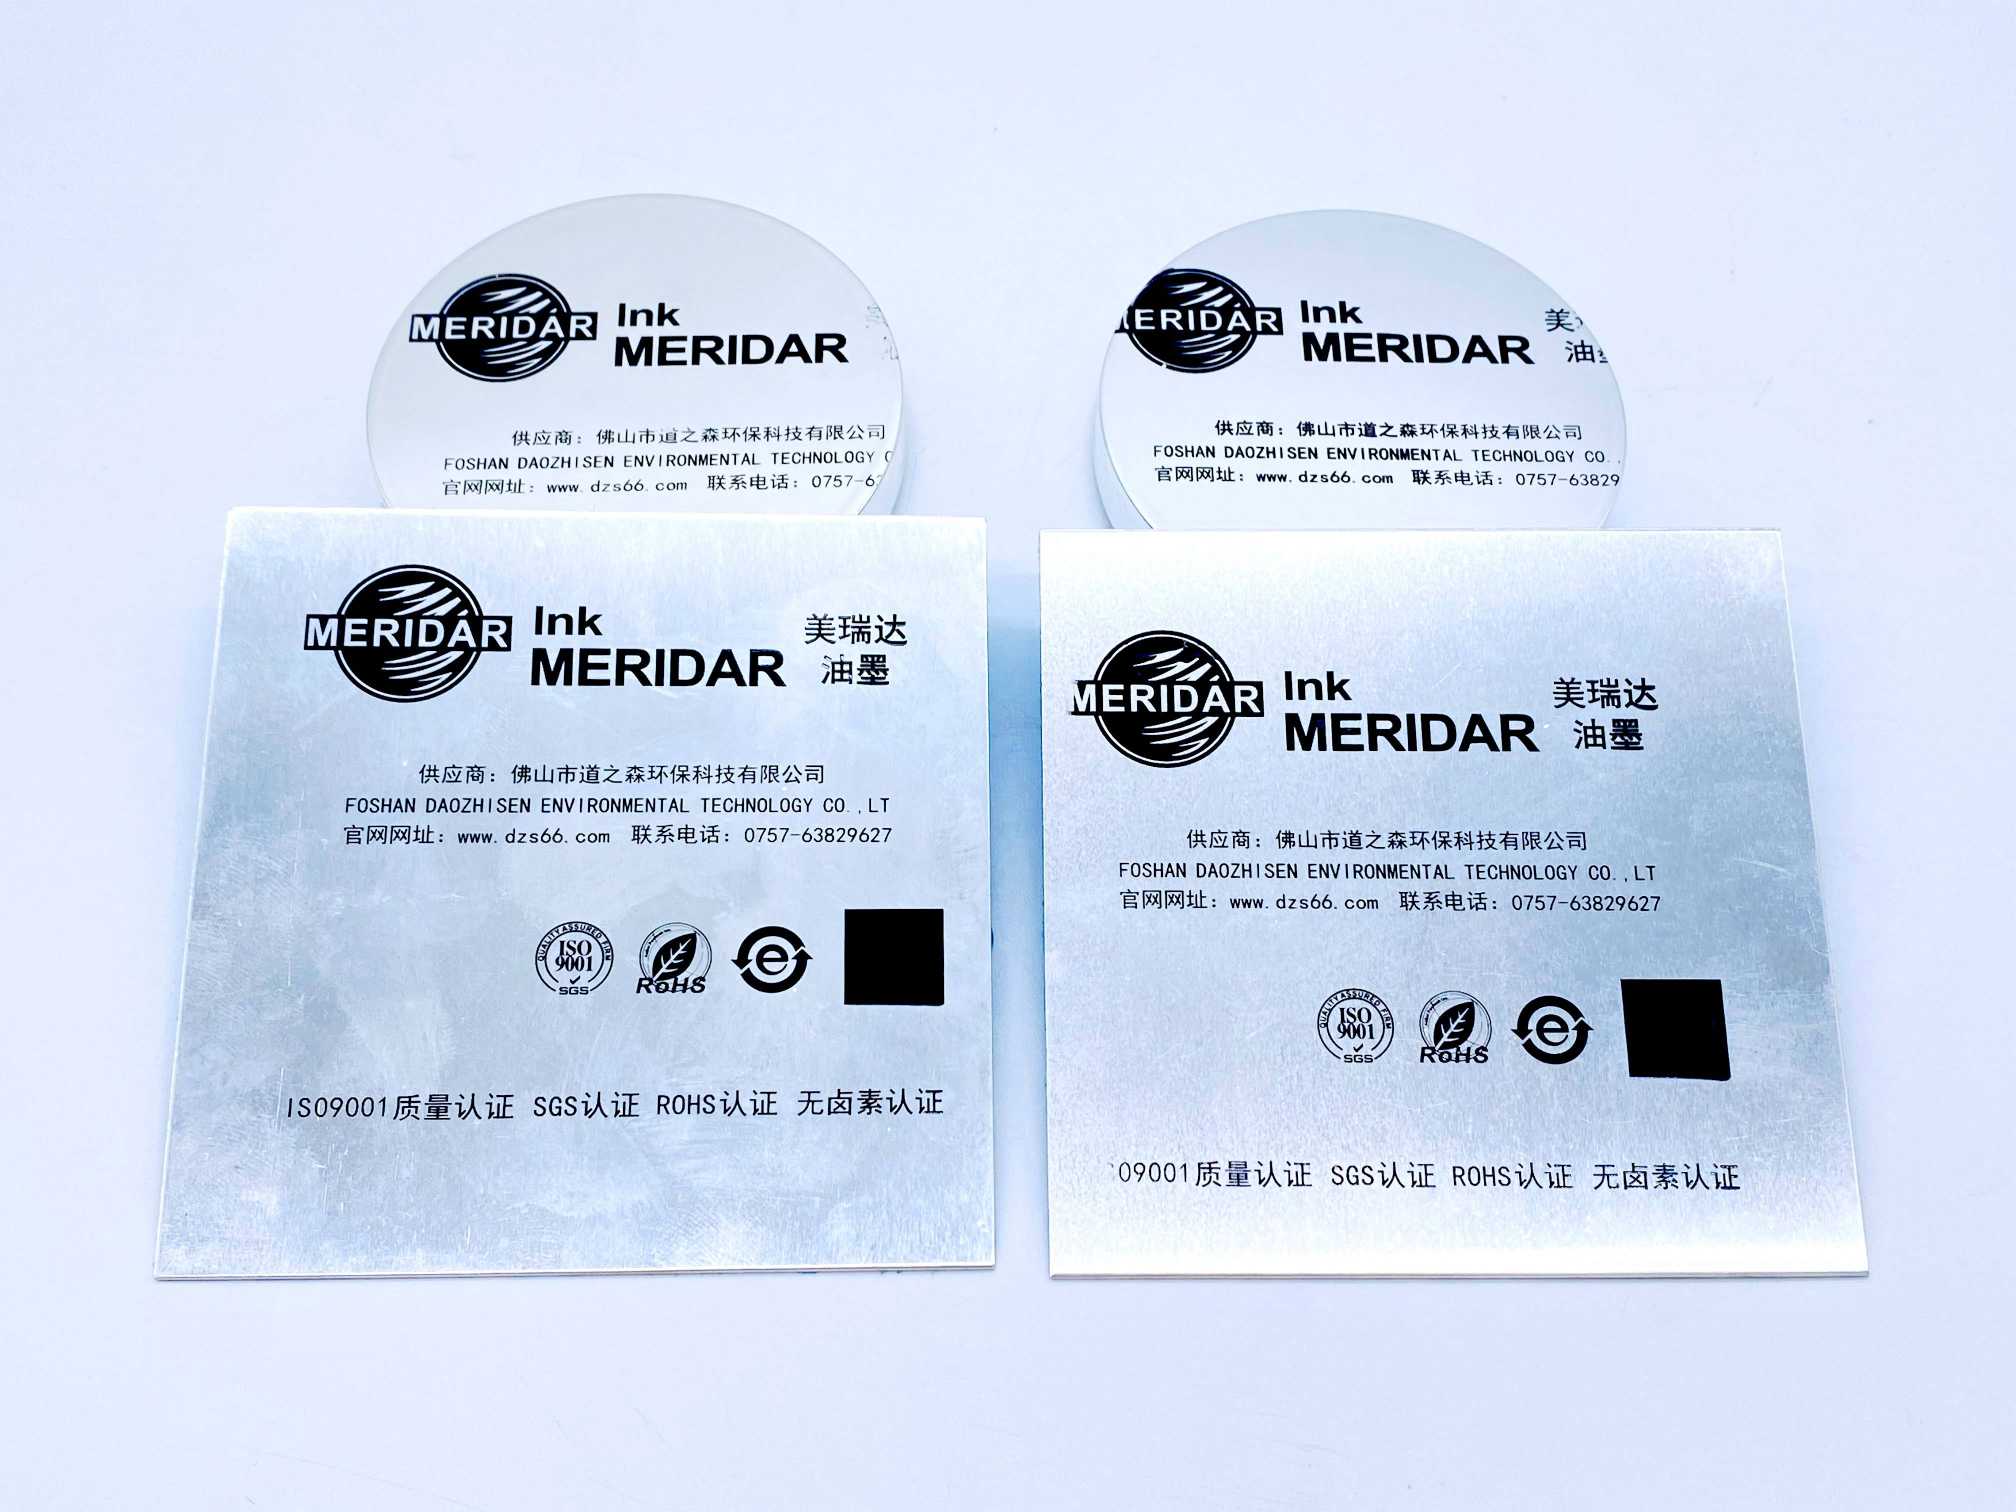 MERIDAR
Ink
MERIDAR
供应商：佛山市道之森环保科技有限公司
FOSHAN DAOZHISEN ENVIRONMENTAL TECHNOLOGY C
官网网址：www.dzs66.com 联系电话：0757-62
ERIDAR
Ink
MERIDAR
美
油
供应商：佛山市道之森环保科技有限公司
FOSHAN DAOZHISEN ENVIRONMENTAL TECHNOLOGY CO.,
官网网址：www.dzs66.com 联系电话：0757-63829
MERIDAR
Ink
MERIDAR
美瑞达
油墨
供应商：佛山市道之森环保科技有限公司
FOSHAN DAOZHISEN ENVIRONMENTAL TECHNOLOGY CO.,LT
官网网址：www.dzs66.com 联系电话：0757-63829627
QUALITY ASSURED FIRM
ISO
9001
SGS
RoHS
e
ISO9001质量认证 SGS认证 ROHS认证 无卤素认证
MERIDAR
Ink
MERIDAR
美瑞达
油墨
供应商：佛山市道之森环保科技有限公司
FOSHAN DAOZHISEN ENVIRONMENTAL TECHNOLOGY CO.,LT
官网网址：www.dzs66.com 联系电话：0757-63829627
QUALITY ASSURED FIRM
ISO
9001
SGS
RoHS
e
O9001质量认证 SGS认证 ROHS认证 无卤素认证